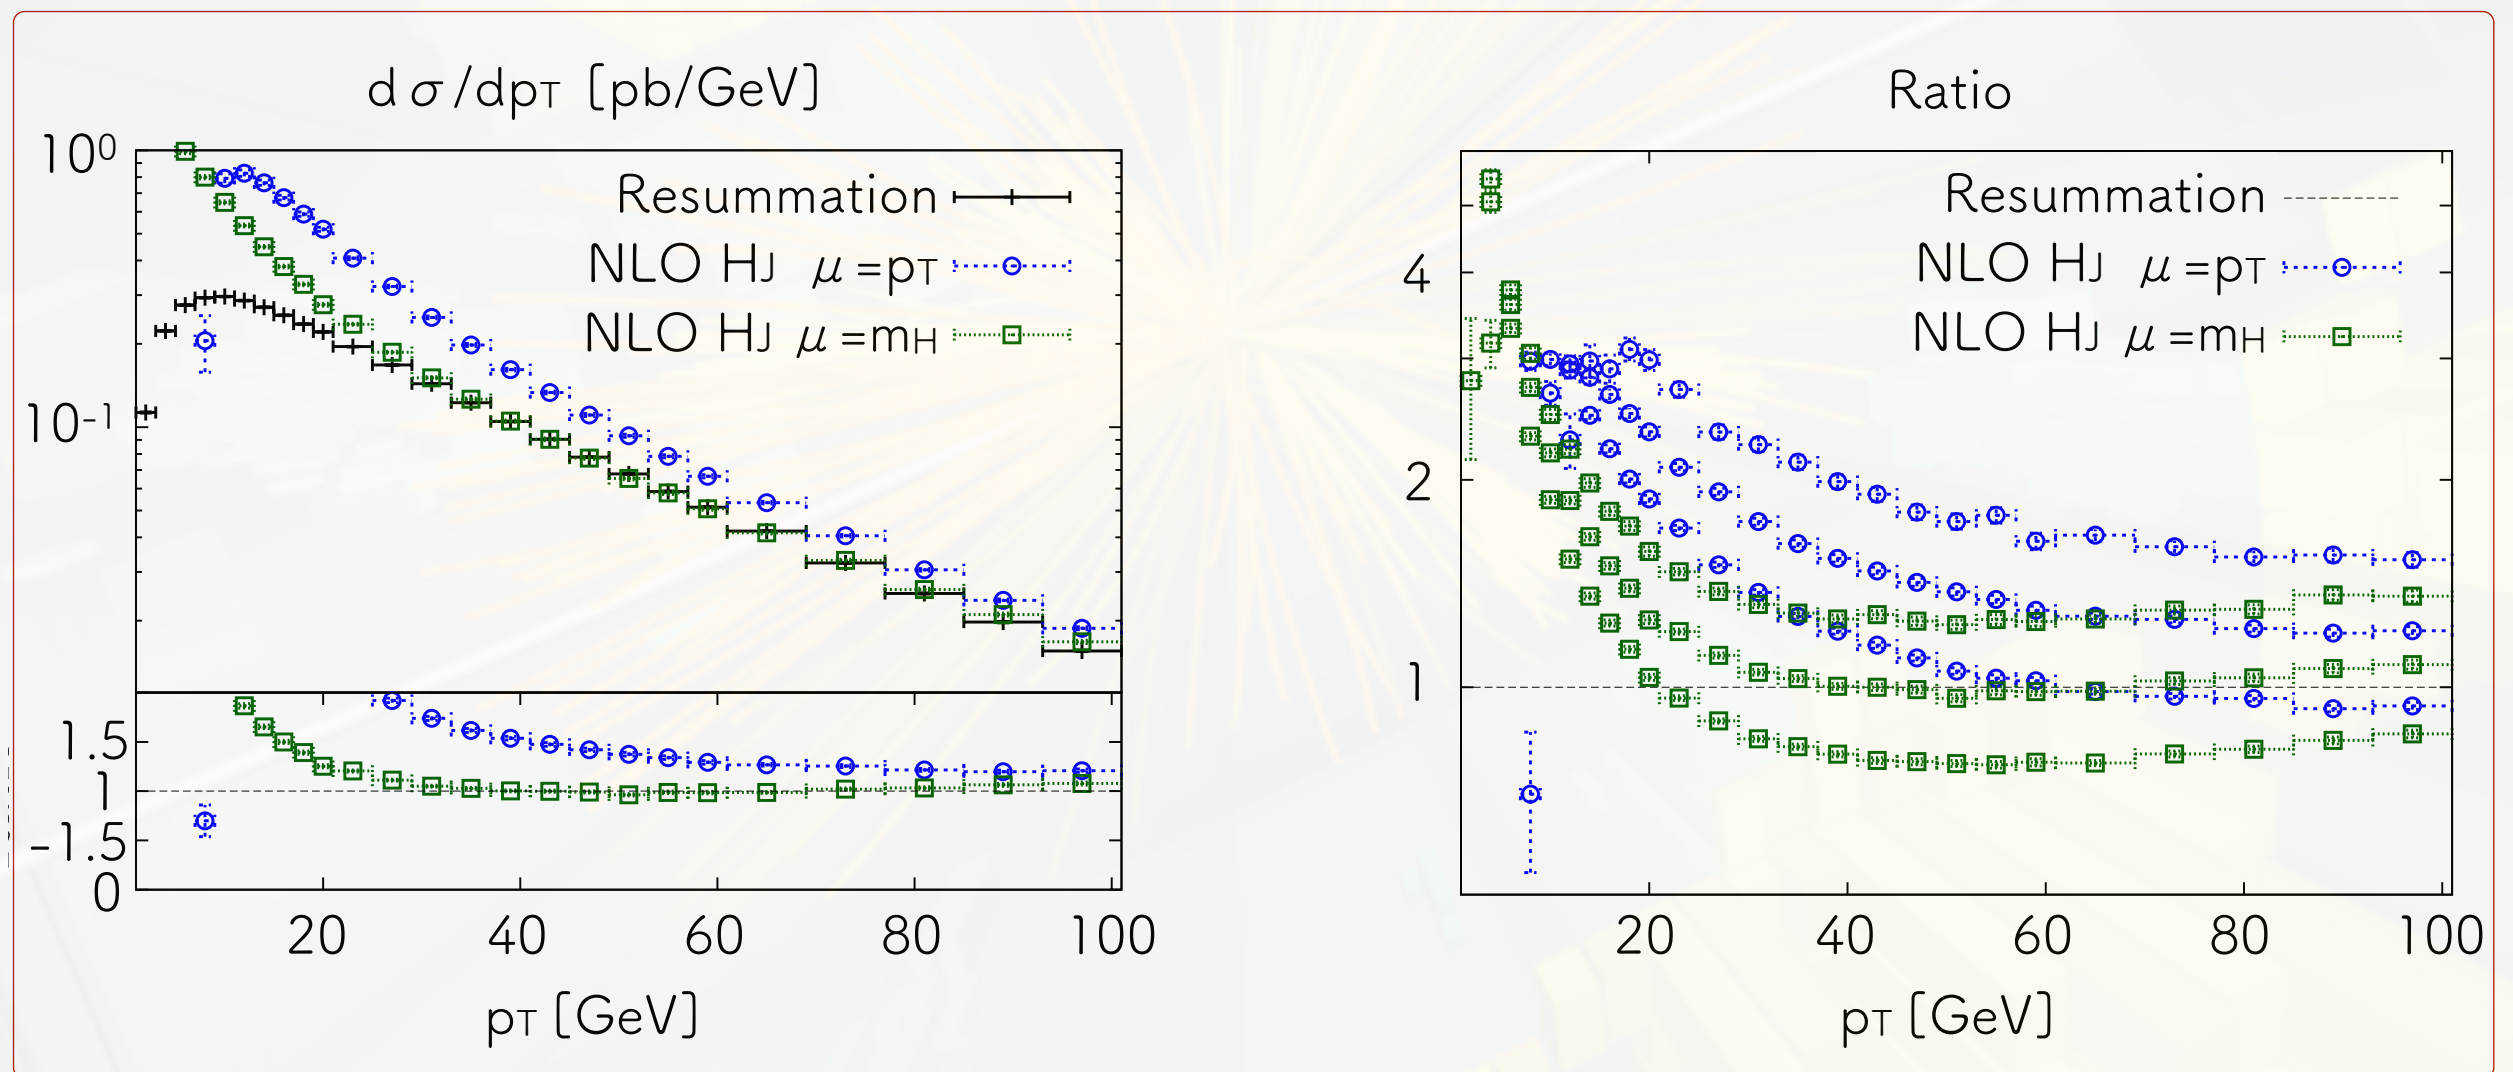 dσ/dpT [pb/GeV]
10⁰
Resummation
NLO HJ μ=pT
NLO HJ μ=mH
10⁻¹
1.5
1
-1.5
0
20 40 60 80 100
pT [GeV]
Ratio
Resummation
NLO HJ μ=pT
NLO HJ μ=mH
4
2
1
20 40 60 80 100
pT [GeV]